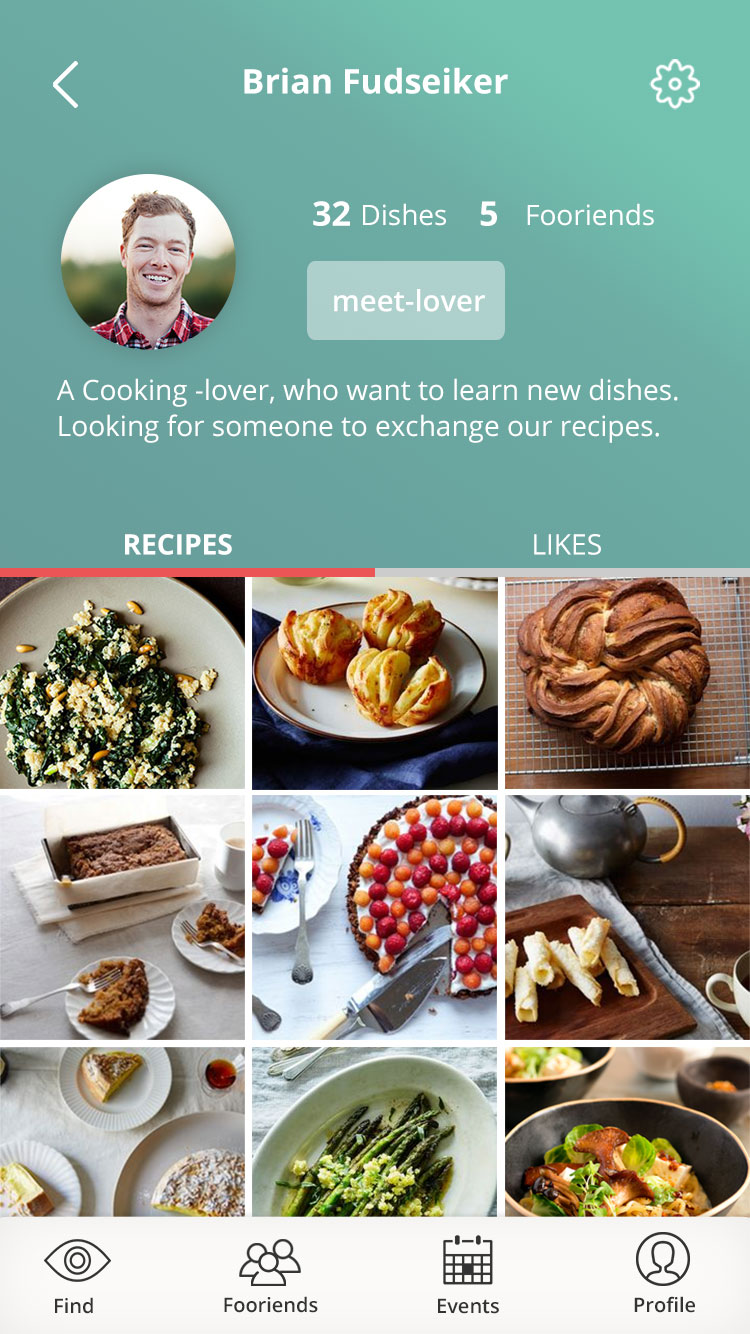 Brian Fudseiker
32 Dishes 5 Fooriends
meet-lover
A Cooking -lover, who want to learn new dishes.
Looking for someone to exchange our recipes.
RECIPES LIKES
Find Fooriends Events Profile